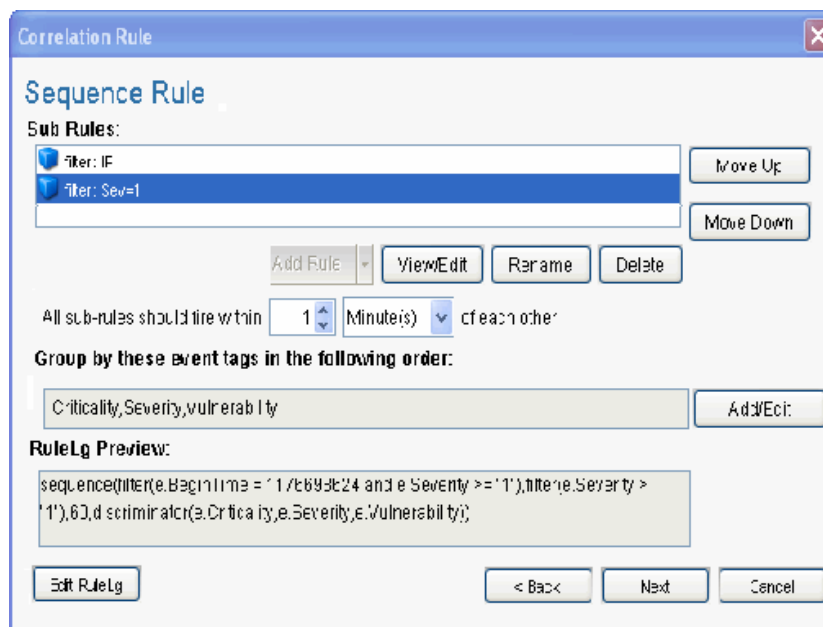 Correlation Rule
Sequence Rule
Sub Rules:
filter: IF
filter: Sev=1
Move Up
Move Down
Add Rule
View/Edit
Rename
Delete
All sub-rules should fire within 1 Minute(s) of each other
Group by these event tags in the following order:
Criticality,Severity,Vulnerability
Add/Edit
RuleLg Preview:
sequence(filter(e.BeginTime = 1176693624 and e.Severity >= '1'),filter(e.Severity >
'1'),60,discriminator(e.Criticality,e.Severity,e.Vulnerability))
Edit RuleLg
< Back
Next
Cancel